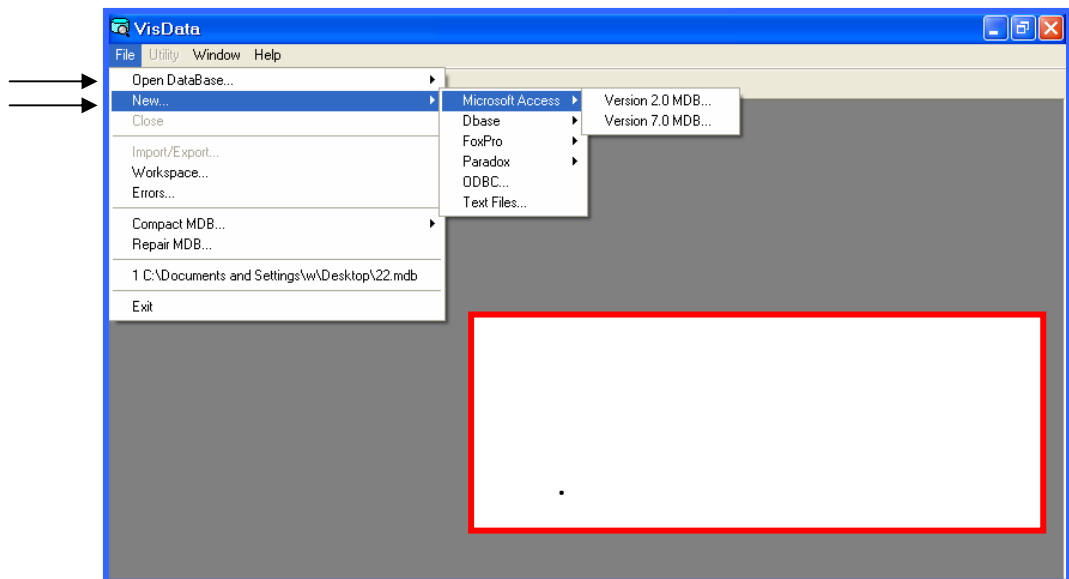 VisData
File Utility Window Help
Open DataBase...
New...
Close
Import/Export...
Workspace...
Errors...
Compact MDB...
Repair MDB...
1 C:\Documents and Settings\w\Desktop\22.mdb
Exit
Microsoft Access
Dbase
FoxPro
Paradox
ODBC...
Text Files...
Version 2.0 MDB...
Version 7.0 MDB...
.